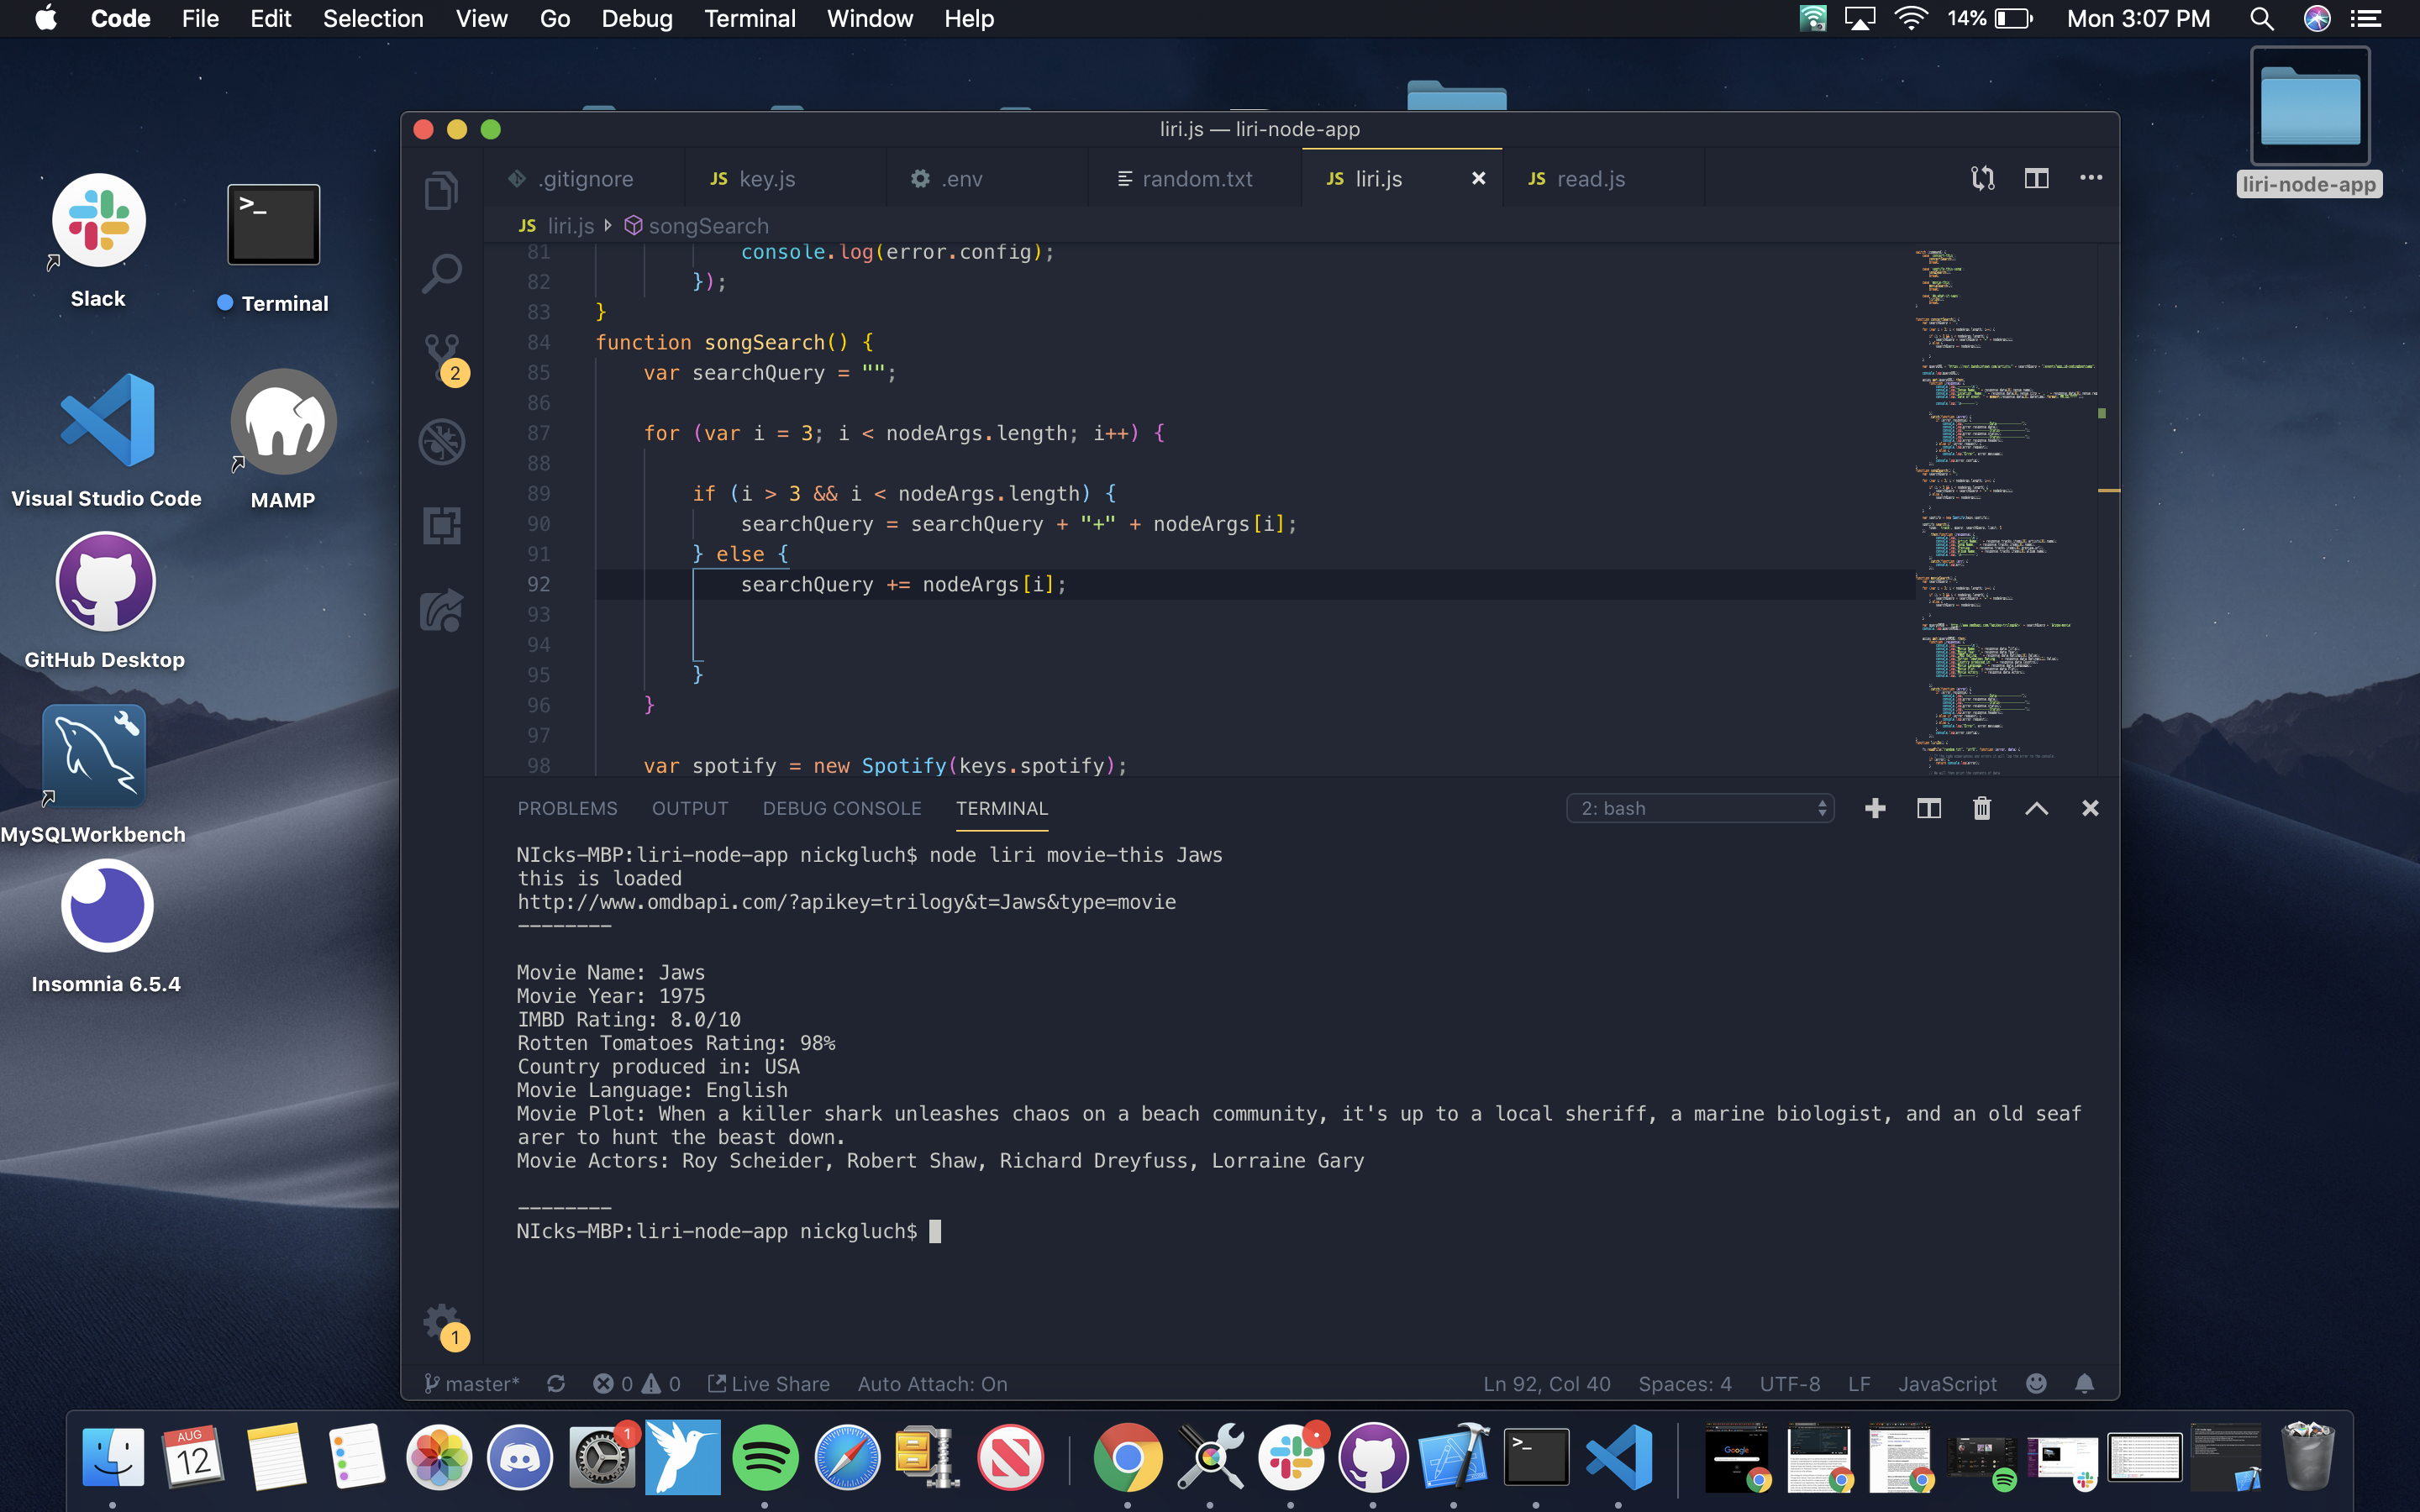 Code File Edit Selection View Go Debug Terminal Window Help 14% Mon 3:07 PM
liri-node-app
Slack
Terminal
Visual Studio Code
MAMP
GitHub Desktop
MySQLWorkbench
Insomnia 6.5.4
liri.js — liri-node-app
.gitignore JS key.js .env random.txt JS liri.js JS read.js
JS liri.js songSearch
81 console.log(error.config);
82 });
83 }
84 function songSearch() {
85 var searchQuery = "";
86
87 for (var i = 3; i < nodeArgs.length; i++) {
88
89 if (i > 3 && i < nodeArgs.length) {
90 searchQuery = searchQuery + "+" + nodeArgs[i];
91 } else {
92 searchQuery += nodeArgs[i];
93
94
95 }
96 }
97
98 var spotify = new Spotify(keys.spotify);
2
1
PROBLEMS OUTPUT DEBUG CONSOLE TERMINAL 2: bash
NIcks-MBP:liri-node-app nickgluch$ node liri movie-this Jaws
this is loaded
http://www.omdbapi.com/?apikey=trilogy&t=Jaws&type=movie
--------
Movie Name: Jaws
Movie Year: 1975
IMBD Rating: 8.0/10
Rotten Tomatoes Rating: 98%
Country produced in: USA
Movie Language: English
Movie Plot: When a killer shark unleashes chaos on a beach community, it's up to a local sheriff, a marine biologist, and an old seaf
arer to hunt the beast down.
Movie Actors: Roy Scheider, Robert Shaw, Richard Dreyfuss, Lorraine Gary
--------
NIcks-MBP:liri-node-app nickgluch$
master* 0 0 Live Share Auto Attach: On Ln 92, Col 40 Spaces: 4 UTF-8 LF JavaScript
AUG
12
1
Google